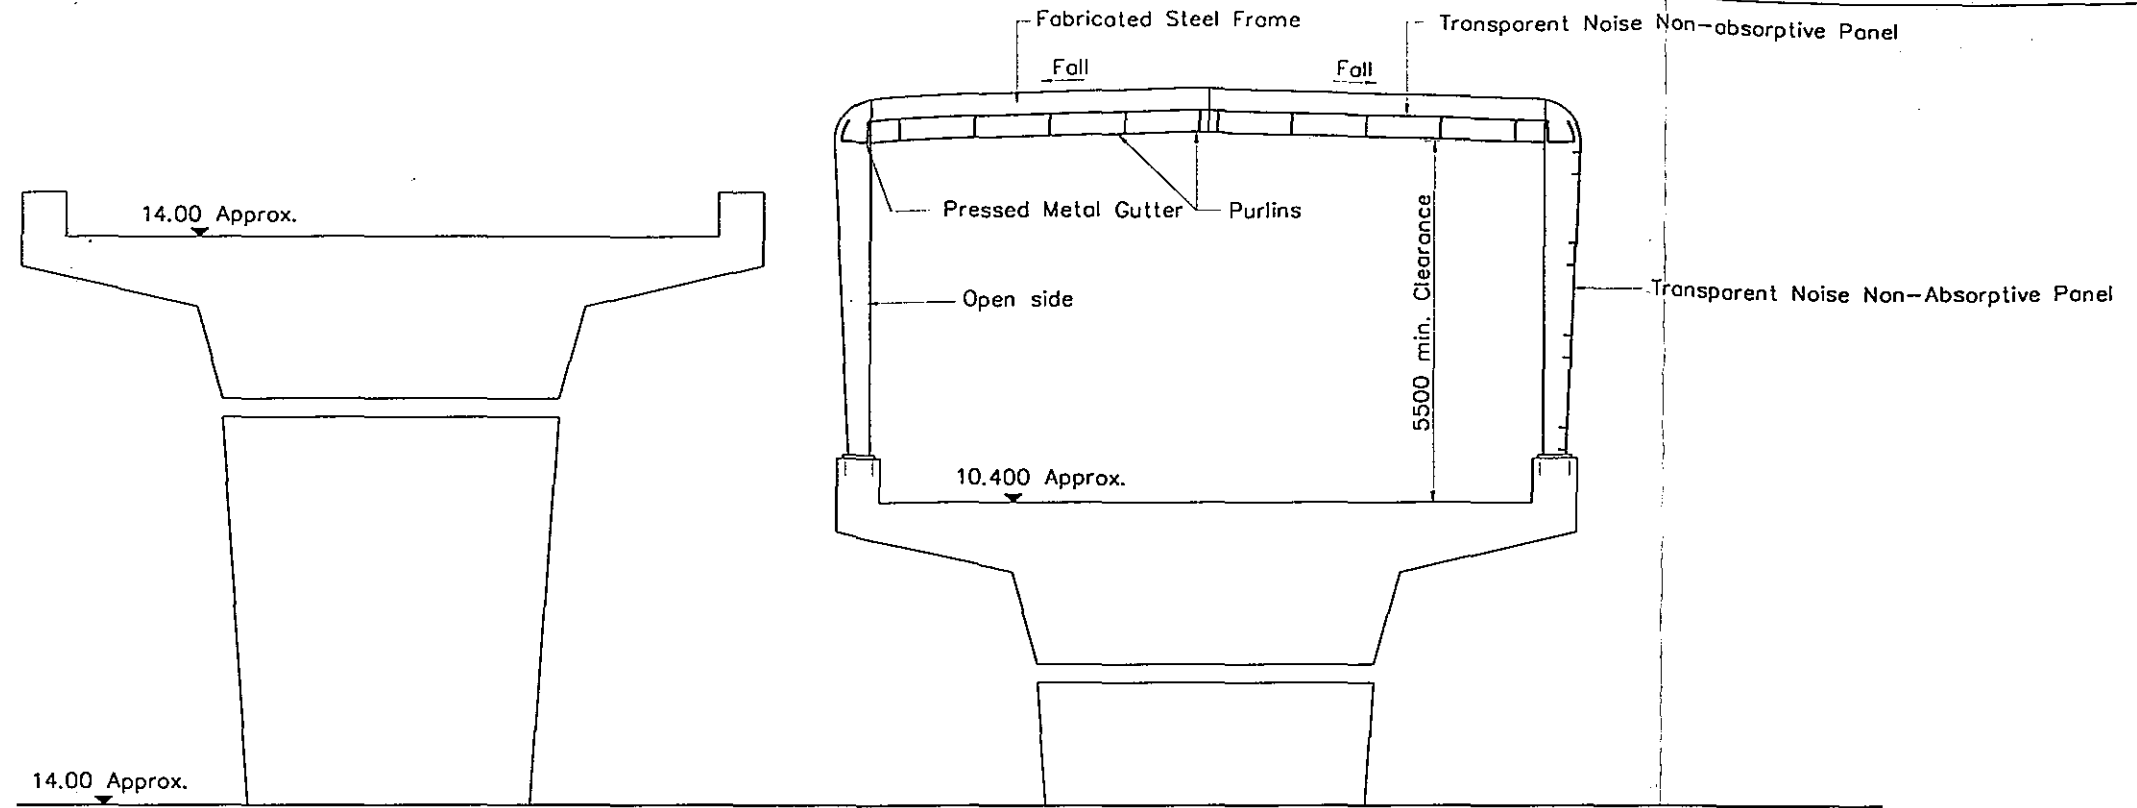 Fabricated Steel Frame
Transparent Noise Non-absorptive Panel
Fall
Fall
14.00 Approx.
Pressed Metal Gutter
Purlins
5500 min. Clearance
Open side
Transparent Noise Non-Absorptive Panel
10.400 Approx.
14.00 Approx.